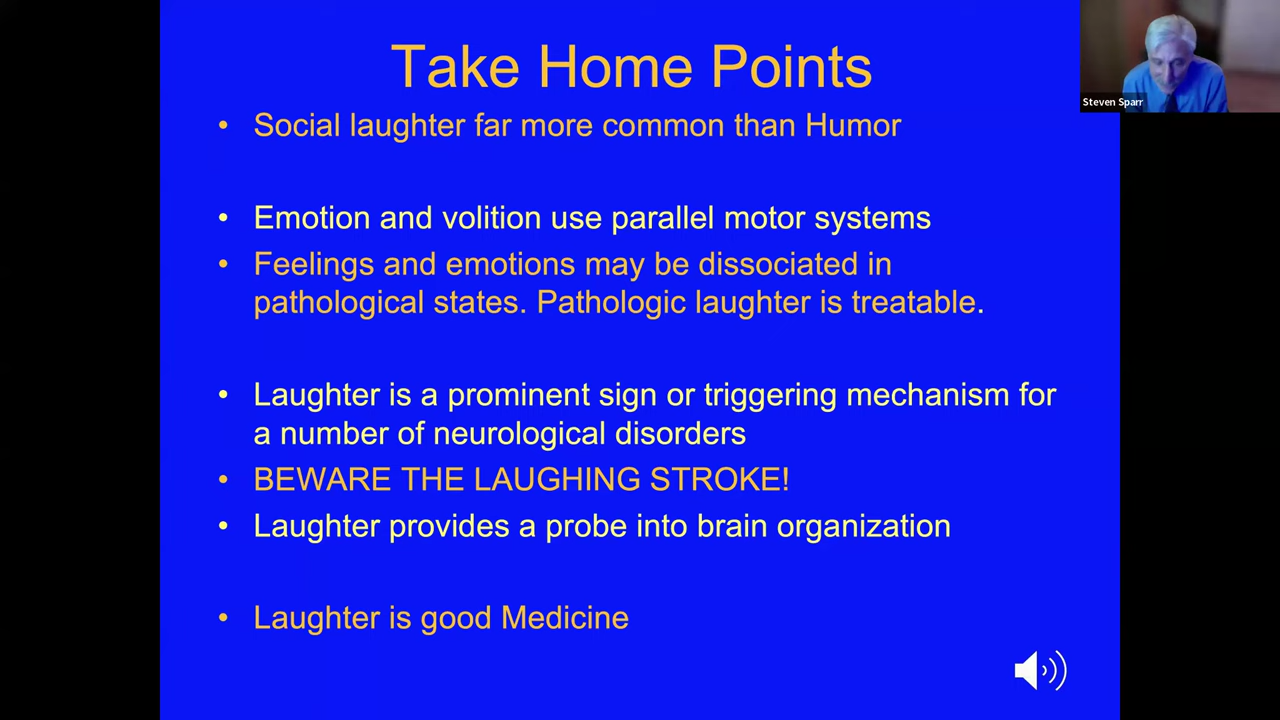 Take Home Points
Steven Sparr
• Social laughter far more common than Humor
• Emotion and volition use parallel motor systems
• Feelings and emotions may be dissociated in
pathological states. Pathologic laughter is treatable.
• Laughter is a prominent sign or triggering mechanism for
a number of neurological disorders
• BEWARE THE LAUGHING STROKE!
• Laughter provides a probe into brain organization
• Laughter is good Medicine